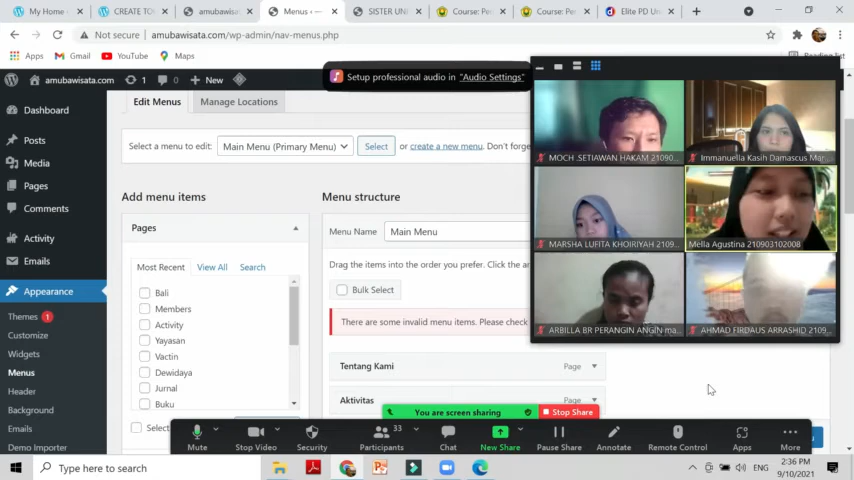 My Home
CREATE TO
amubawisata
Menus ‹
SISTER UNI
Course: Per
Course: Per
Elite PD Un
Not secure
amubawisata.com/wp-admin/nav-menus.php
Apps
Gmail
YouTube
Maps
Reading list
amubawisata.com
1
0
New
Setup professional audio in "Audio Settings"
Dashboard
Posts
Media
Pages
Comments
Activity
Emails
Appearance
Themes 1
Customize
Widgets
Menus
Header
Background
Emails
Demo Importer
Edit Menus
Manage Locations
Select a menu to edit:
Main Menu (Primary Menu)
Select
or create a new menu. Don't forge
Add menu items
Pages
Most Recent
View All
Search
Bali
Members
Activity
Yayasan
Vactin
Dewidaya
Jurnal
Buku
Select
Menu structure
Menu Name
Main Menu
Drag the items into the order you prefer. Click the ar
Bulk Select
There are some invalid menu items. Please check
Tentang Kami
Page
Aktivitas
Page
MOCH .SETIAWAN HAKAM 21090...
Immanuella Kasih Damascus Mar...
MARSHA LUFITA KHOIRIYAH 2109...
Mella Agustina 210903102008
ARBILLA BR PERANGIN ANGIN ma...
AHMAD FIRDAUS ARRASHID 2109...
You are screen sharing
Stop Share
Mute
Stop Video
Security
Participants
33
Chat
New Share
Pause Share
Annotate
Remote Control
Apps
More
Type here to search
ENG
2:36 PM
9/10/2021